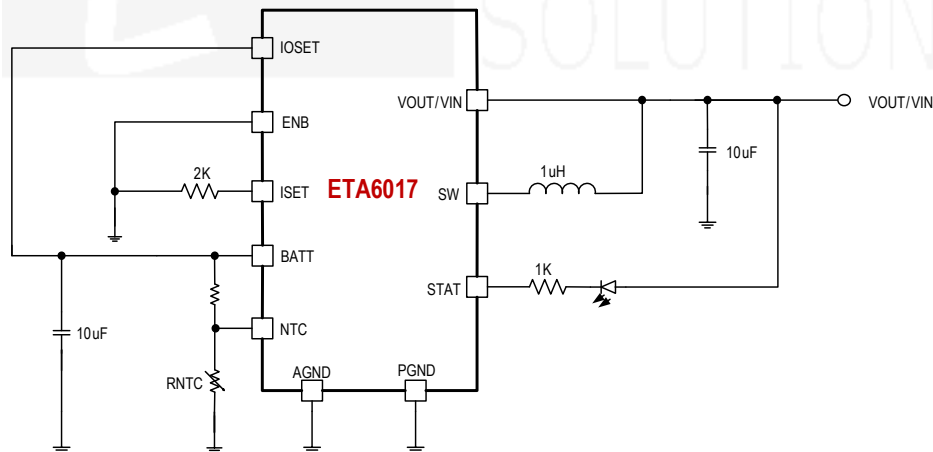 SOLUTION
IOSET
VOUT/VIN
VOUT/VIN
ENB
10uF
2K
ISET
ETA6017
1uH
SW
BATT
STAT
1K
10uF
NTC
RNTC
AGND
PGND